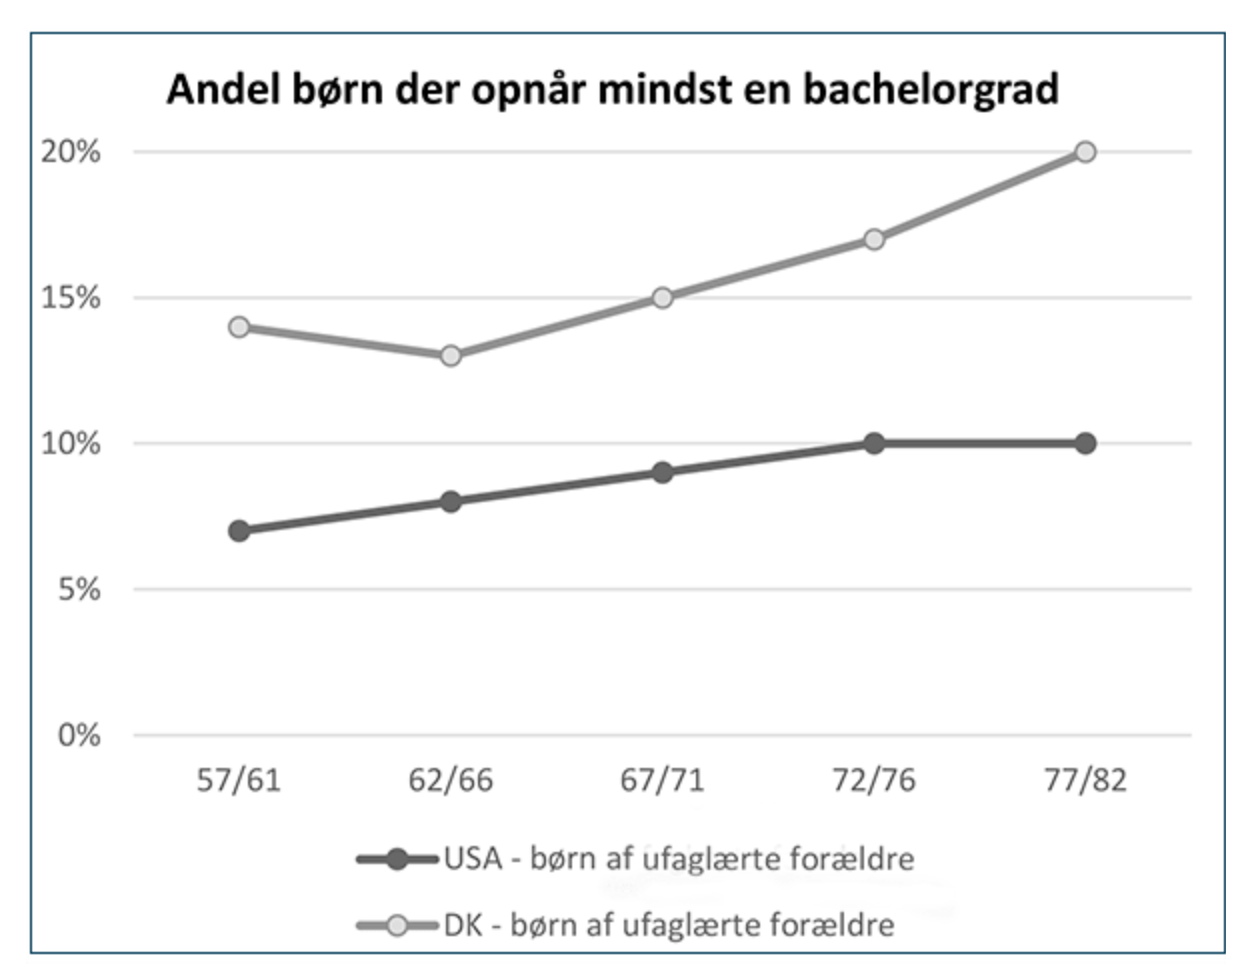 Andel børn der opnår mindst en bachelorgrad
20%
15%
10%
5%
0%
57/61 62/66 67/71 72/76 77/82
USA - børn af ufaglærte forældre
DK - børn af ufaglærte forældre